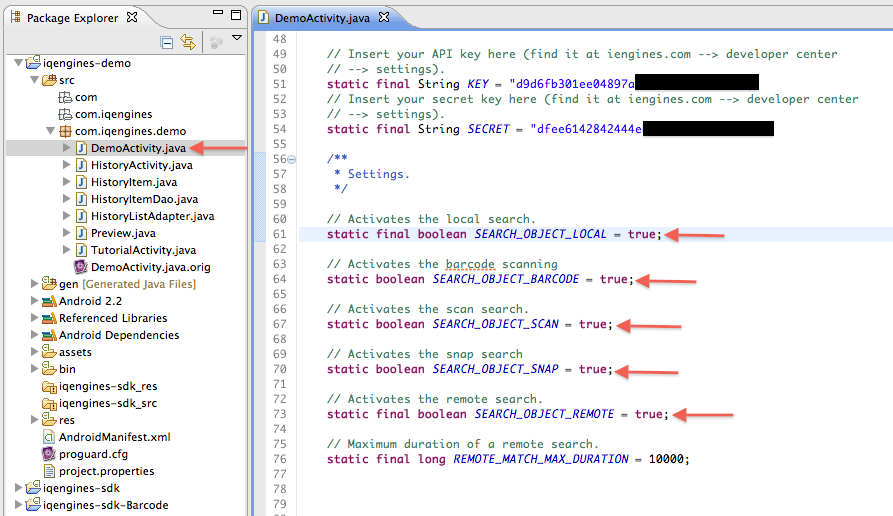 Package Explorer
iqengines-demo
src
com
com.iqengines
com.iqengines.demo
DemoActivity.java
HistoryActivity.java
HistoryItem.java
HistoryItemDao.java
HistoryListAdapter.java
Preview.java
TutorialActivity.java
DemoActivity.java.orig
gen [Generated Java Files]
Android 2.2
Referenced Libraries
Android Dependencies
assets
bin
iqengines-sdk_res
iqengines-sdk_src
res
AndroidManifest.xml
proguard.cfg
project.properties
iqengines-sdk
iqengines-sdk-Barcode
DemoActivity.java
48
49 // Insert your API key here (find it at iengines.com --> developer center
50 // --> settings).
51 static final String KEY = "d9d6fb301ee04897a
52 // Insert your secret key here (find it at iengines.com --> developer center
53 // --> settings).
54 static final String SECRET = "dfee6142842444e
55
56 /**
57 * Settings.
58 */
59
60 // Activates the local search.
61 static final boolean SEARCH_OBJECT_LOCAL = true;
62
63 // Activates the barcode scanning
64 static boolean SEARCH_OBJECT_BARCODE = true;
65
66 // Activates the scan search.
67 static boolean SEARCH_OBJECT_SCAN = true;
68
69 // Activates the snap search
70 static boolean SEARCH_OBJECT_SNAP = true;
71
72 // Activates the remote search.
73 static final boolean SEARCH_OBJECT_REMOTE = true;
74
75 // Maximum duration of a remote search.
76 static final long REMOTE_MATCH_MAX_DURATION = 10000;
77
78
79